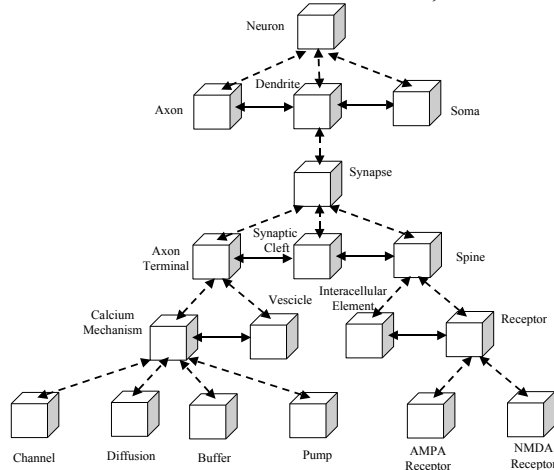 Neuron
Dendrite
Axon
Soma
Synapse
Synaptic
Cleft
Axon
Terminal
Spine
Vescicle
Interacellular
Element
Calcium
Mechanism
Receptor
Channel
Diffusion
Buffer
Pump
AMPA
Receptor
NMDA
Receptor